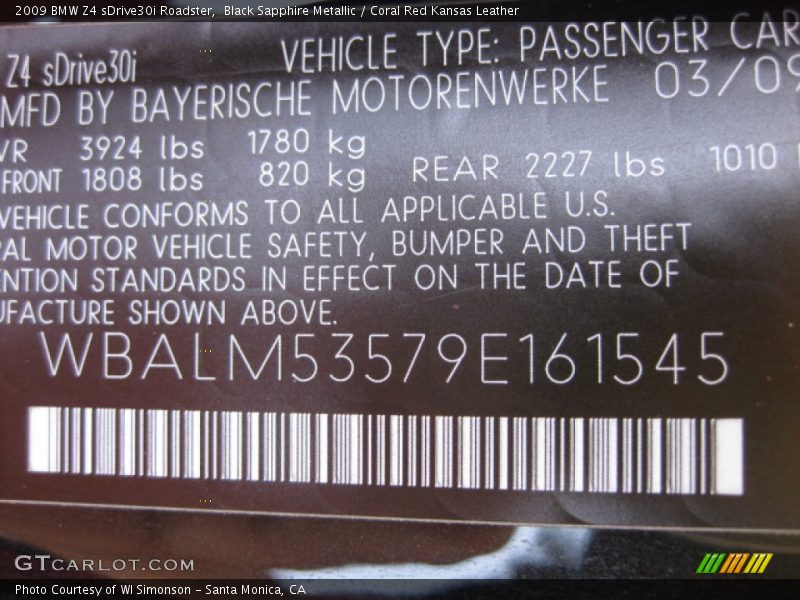 2009 BMW Z4 sDrive30i Roadster, Black Sapphire Metallic / Coral Red Kansas Leather
Z4 sDrive30i VEHICLE TYPE: PASSENGER CAR
MFD BY BAYERISCHE MOTORENWERKE 03/09
VR 3924 lbs 1780 kg
FRONT 1808 lbs 820 kg REAR 2227 lbs 1010
VEHICLE CONFORMS TO ALL APPLICABLE U.S.
RAL MOTOR VEHICLE SAFETY, BUMPER AND THEFT
ENTION STANDARDS IN EFFECT ON THE DATE OF
UFACTURE SHOWN ABOVE.
WBALM53579E161545
GTCARLOT.COM
Photo Courtesy of WI Simonson - Santa Monica, CA